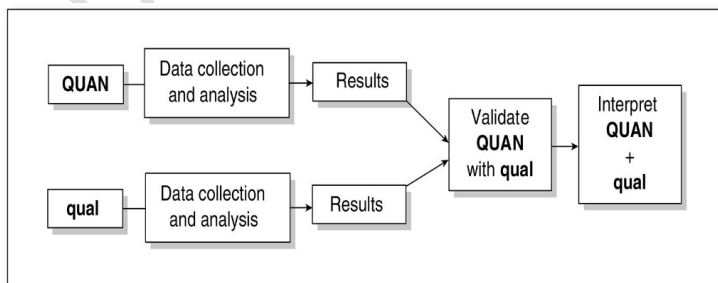 QUAN
Data collection
and analysis
Results
qual
Data collection
and analysis
Results
Validate
QUAN
with qual
Interpret
QUAN
+
qual